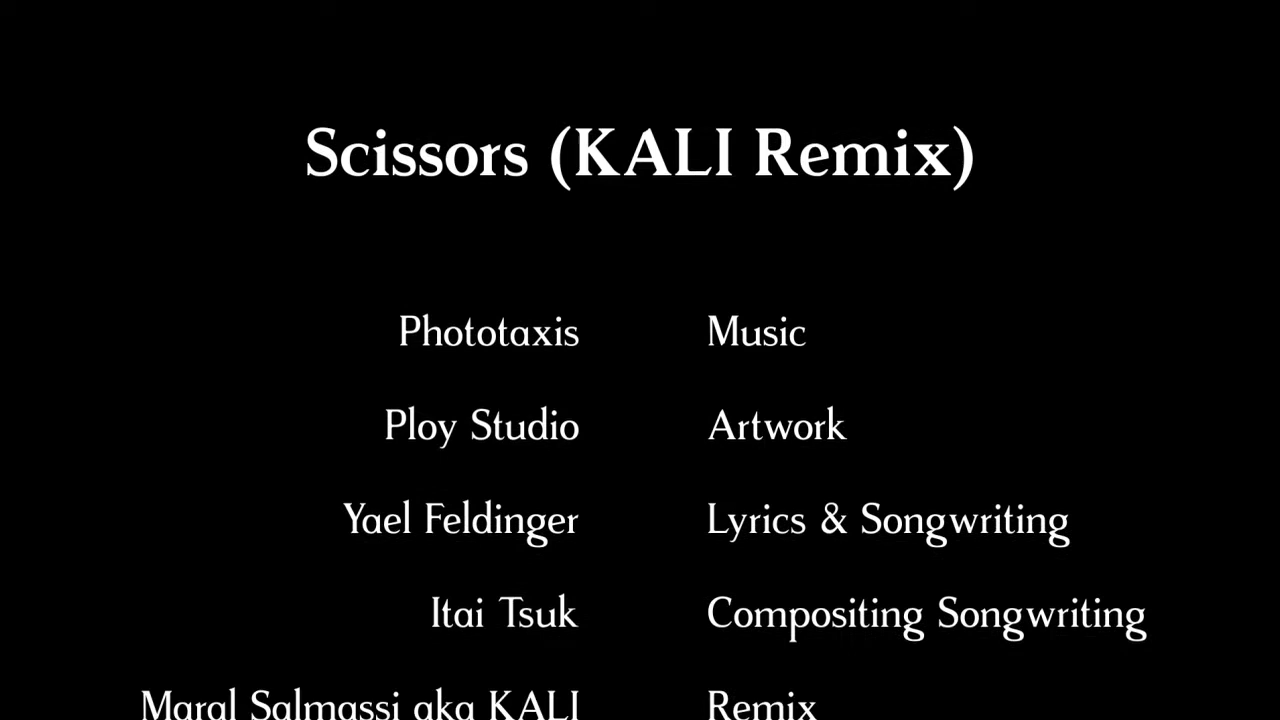 Scissors (KALI Remix)
Phototaxis Music
Ploy Studio Artwork
Yael Feldinger Lyrics & Songwriting
Itai Tsuk Compositing Songwriting
Maral Salmassi aka KALI Remix